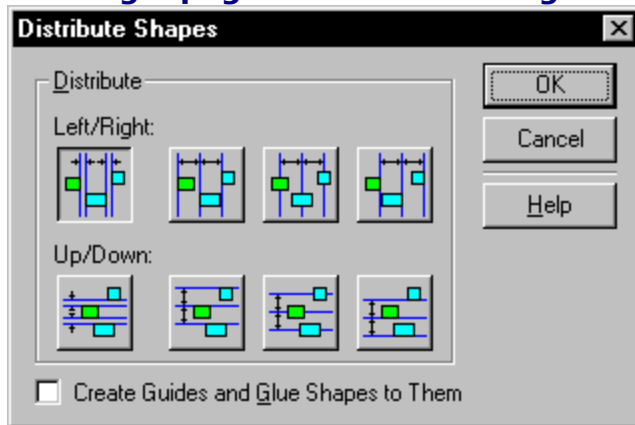 Distribute Shapes
Distribute
OK
Left/Right:
Cancel
Help
Up/Down:
Create Guides and Glue Shapes to Them